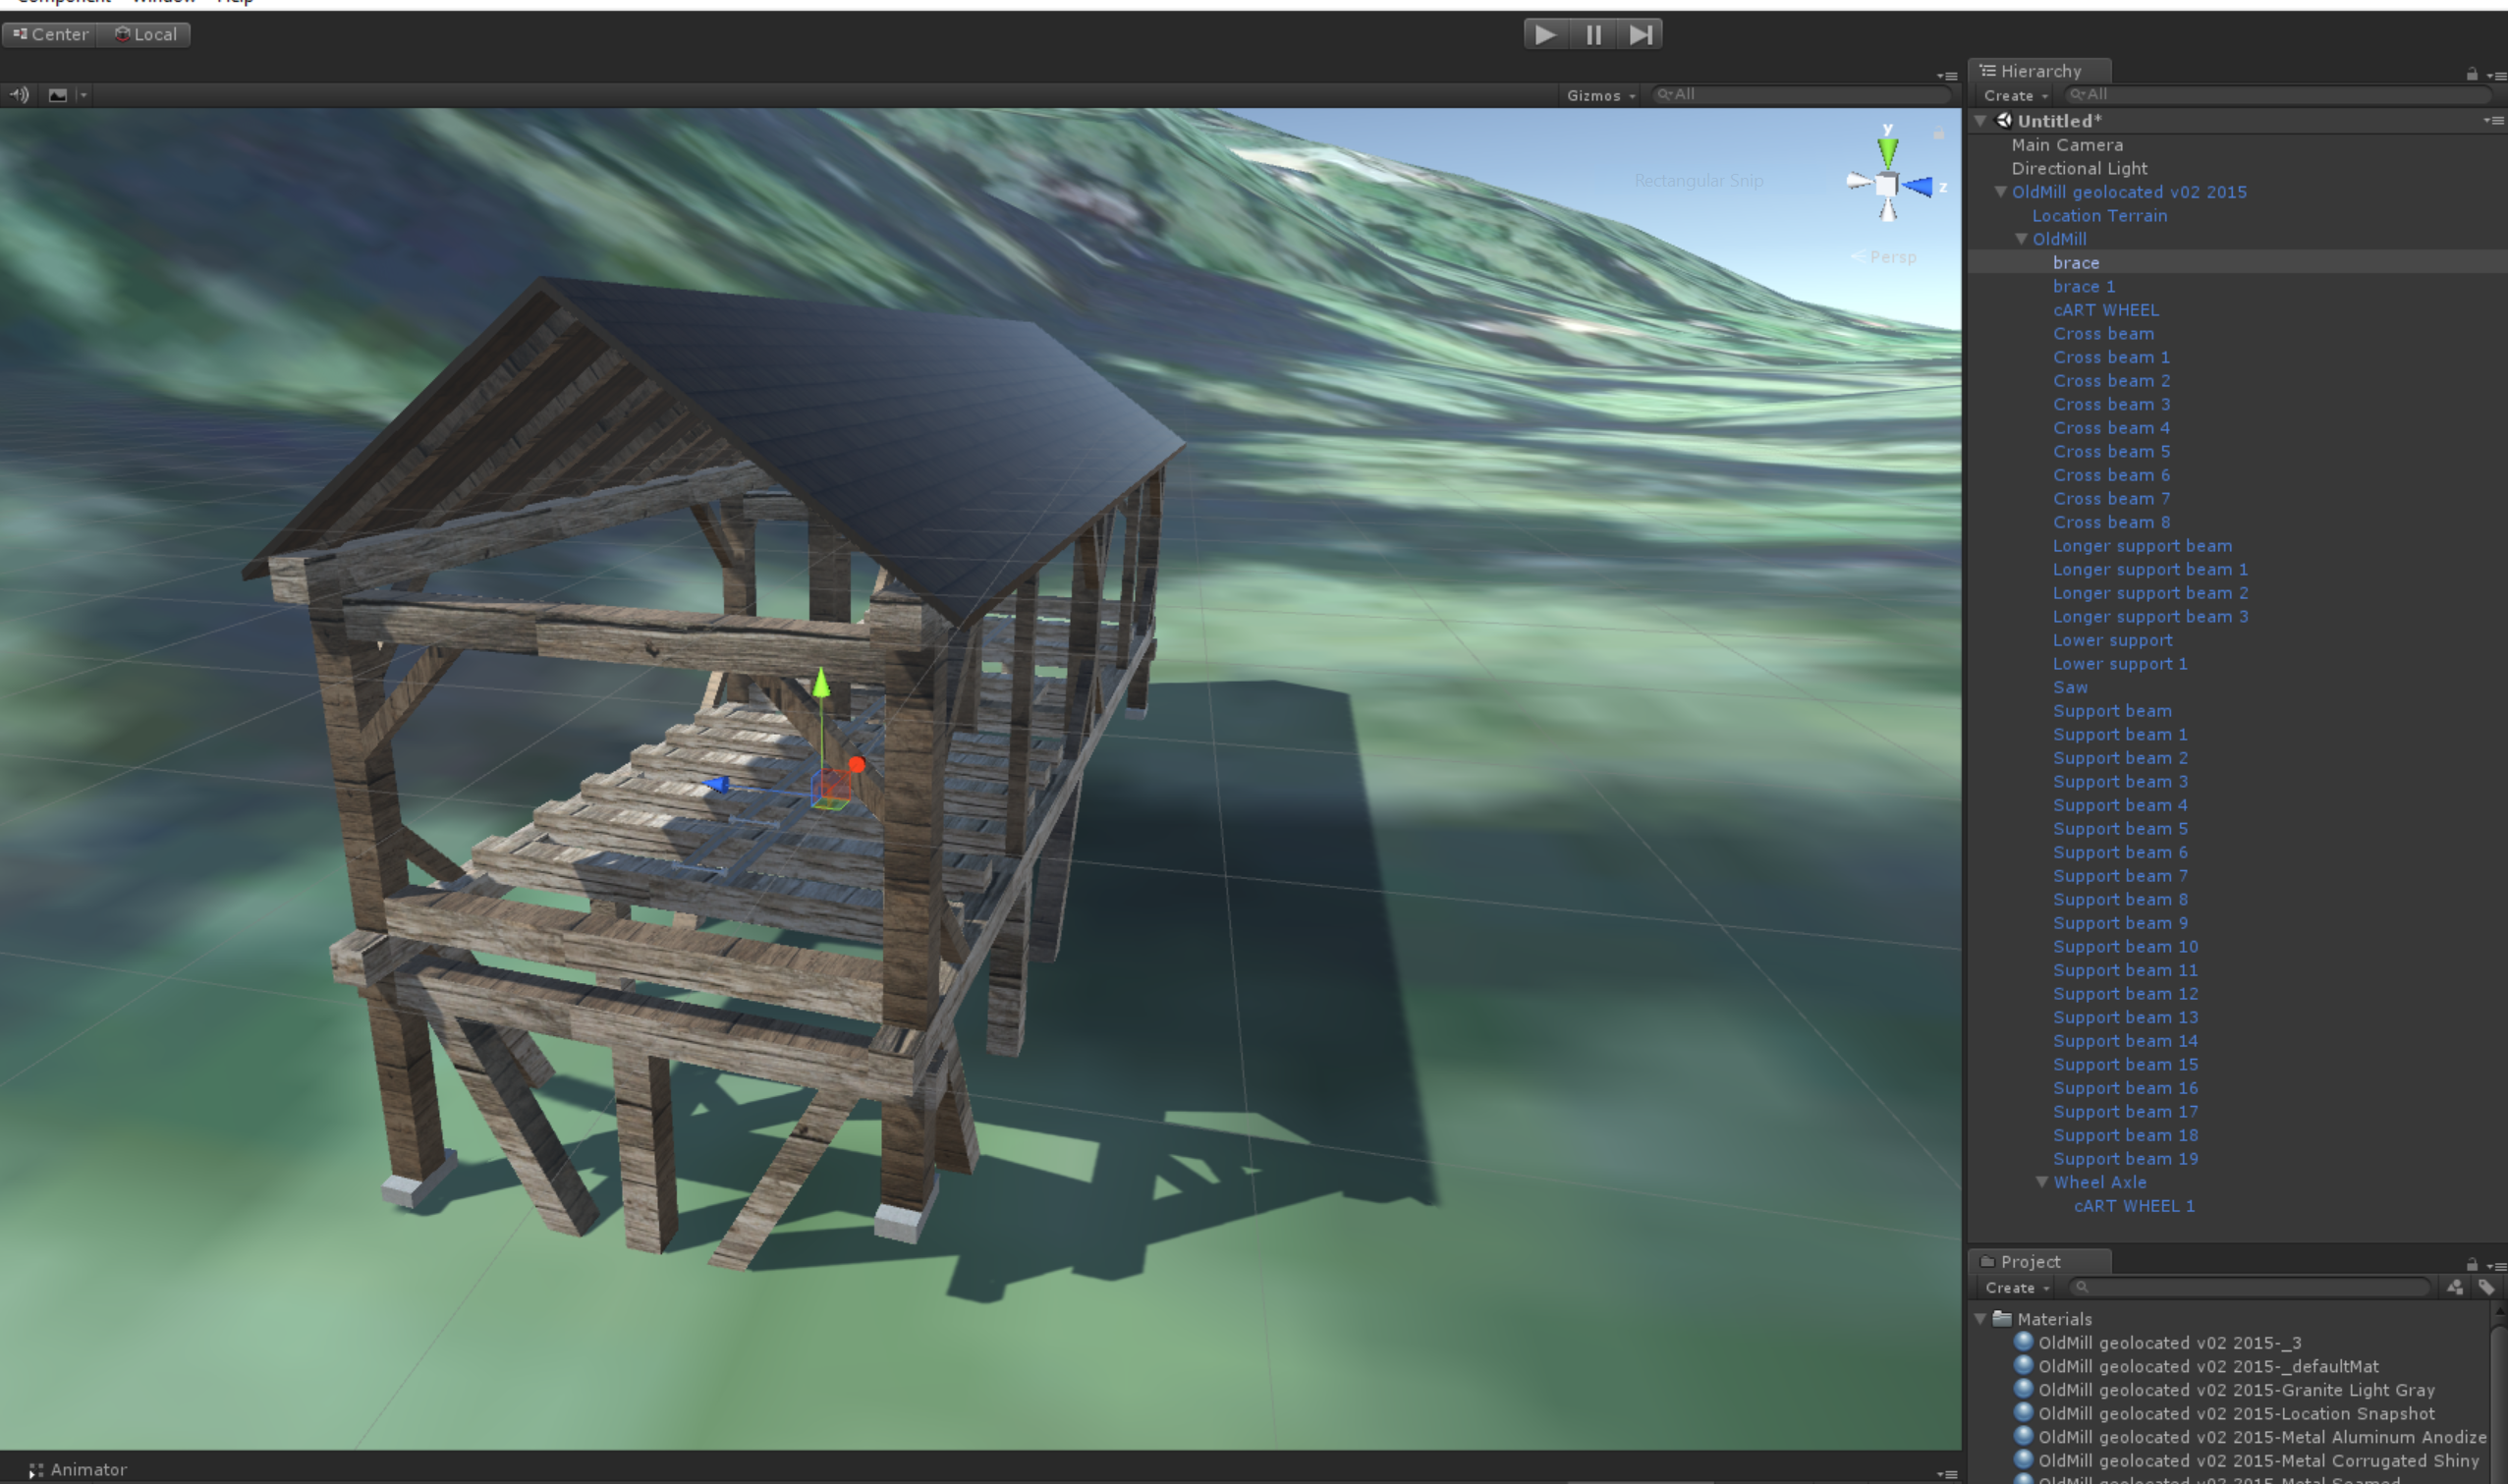 Component Window Help
Center Local
Gizmos All
Rectangular Snip
y
z
Persp
Hierarchy
Create All
Untitled*
Main Camera
Directional Light
OldMill geolocated v02 2015
Location Terrain
OldMill
brace
brace 1
cART WHEEL
Cross beam
Cross beam 1
Cross beam 2
Cross beam 3
Cross beam 4
Cross beam 5
Cross beam 6
Cross beam 7
Cross beam 8
Longer support beam
Longer support beam 1
Longer support beam 2
Longer support beam 3
Lower support
Lower support 1
Saw
Support beam
Support beam 1
Support beam 2
Support beam 3
Support beam 4
Support beam 5
Support beam 6
Support beam 7
Support beam 8
Support beam 9
Support beam 10
Support beam 11
Support beam 12
Support beam 13
Support beam 14
Support beam 15
Support beam 16
Support beam 17
Support beam 18
Support beam 19
Wheel Axle
cART WHEEL 1
Project
Create
Materials
OldMill geolocated v02 2015-_3
OldMill geolocated v02 2015-_defaultMat
OldMill geolocated v02 2015-Granite Light Gray
OldMill geolocated v02 2015-Location Snapshot
OldMill geolocated v02 2015-Metal Aluminum Anodize
OldMill geolocated v02 2015-Metal Corrugated Shiny
OldMill geolocated v02 2015-Metal Seamed
Animator